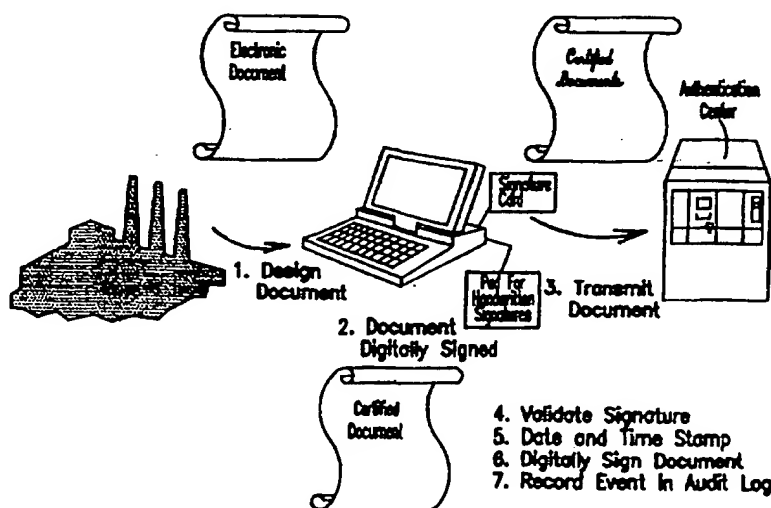 Electronic
Document
Certified
Documents
Authentication
Center
Signature
Card
1. Design
Document
Pad For
Handwritten
Signatures
3. Transmit
Document
2. Document
Digitally Signed
Certified
Document
4. Validate Signature
5. Date and Time Stamp
6. Digitally Sign Document
7. Record Event In Audit Log